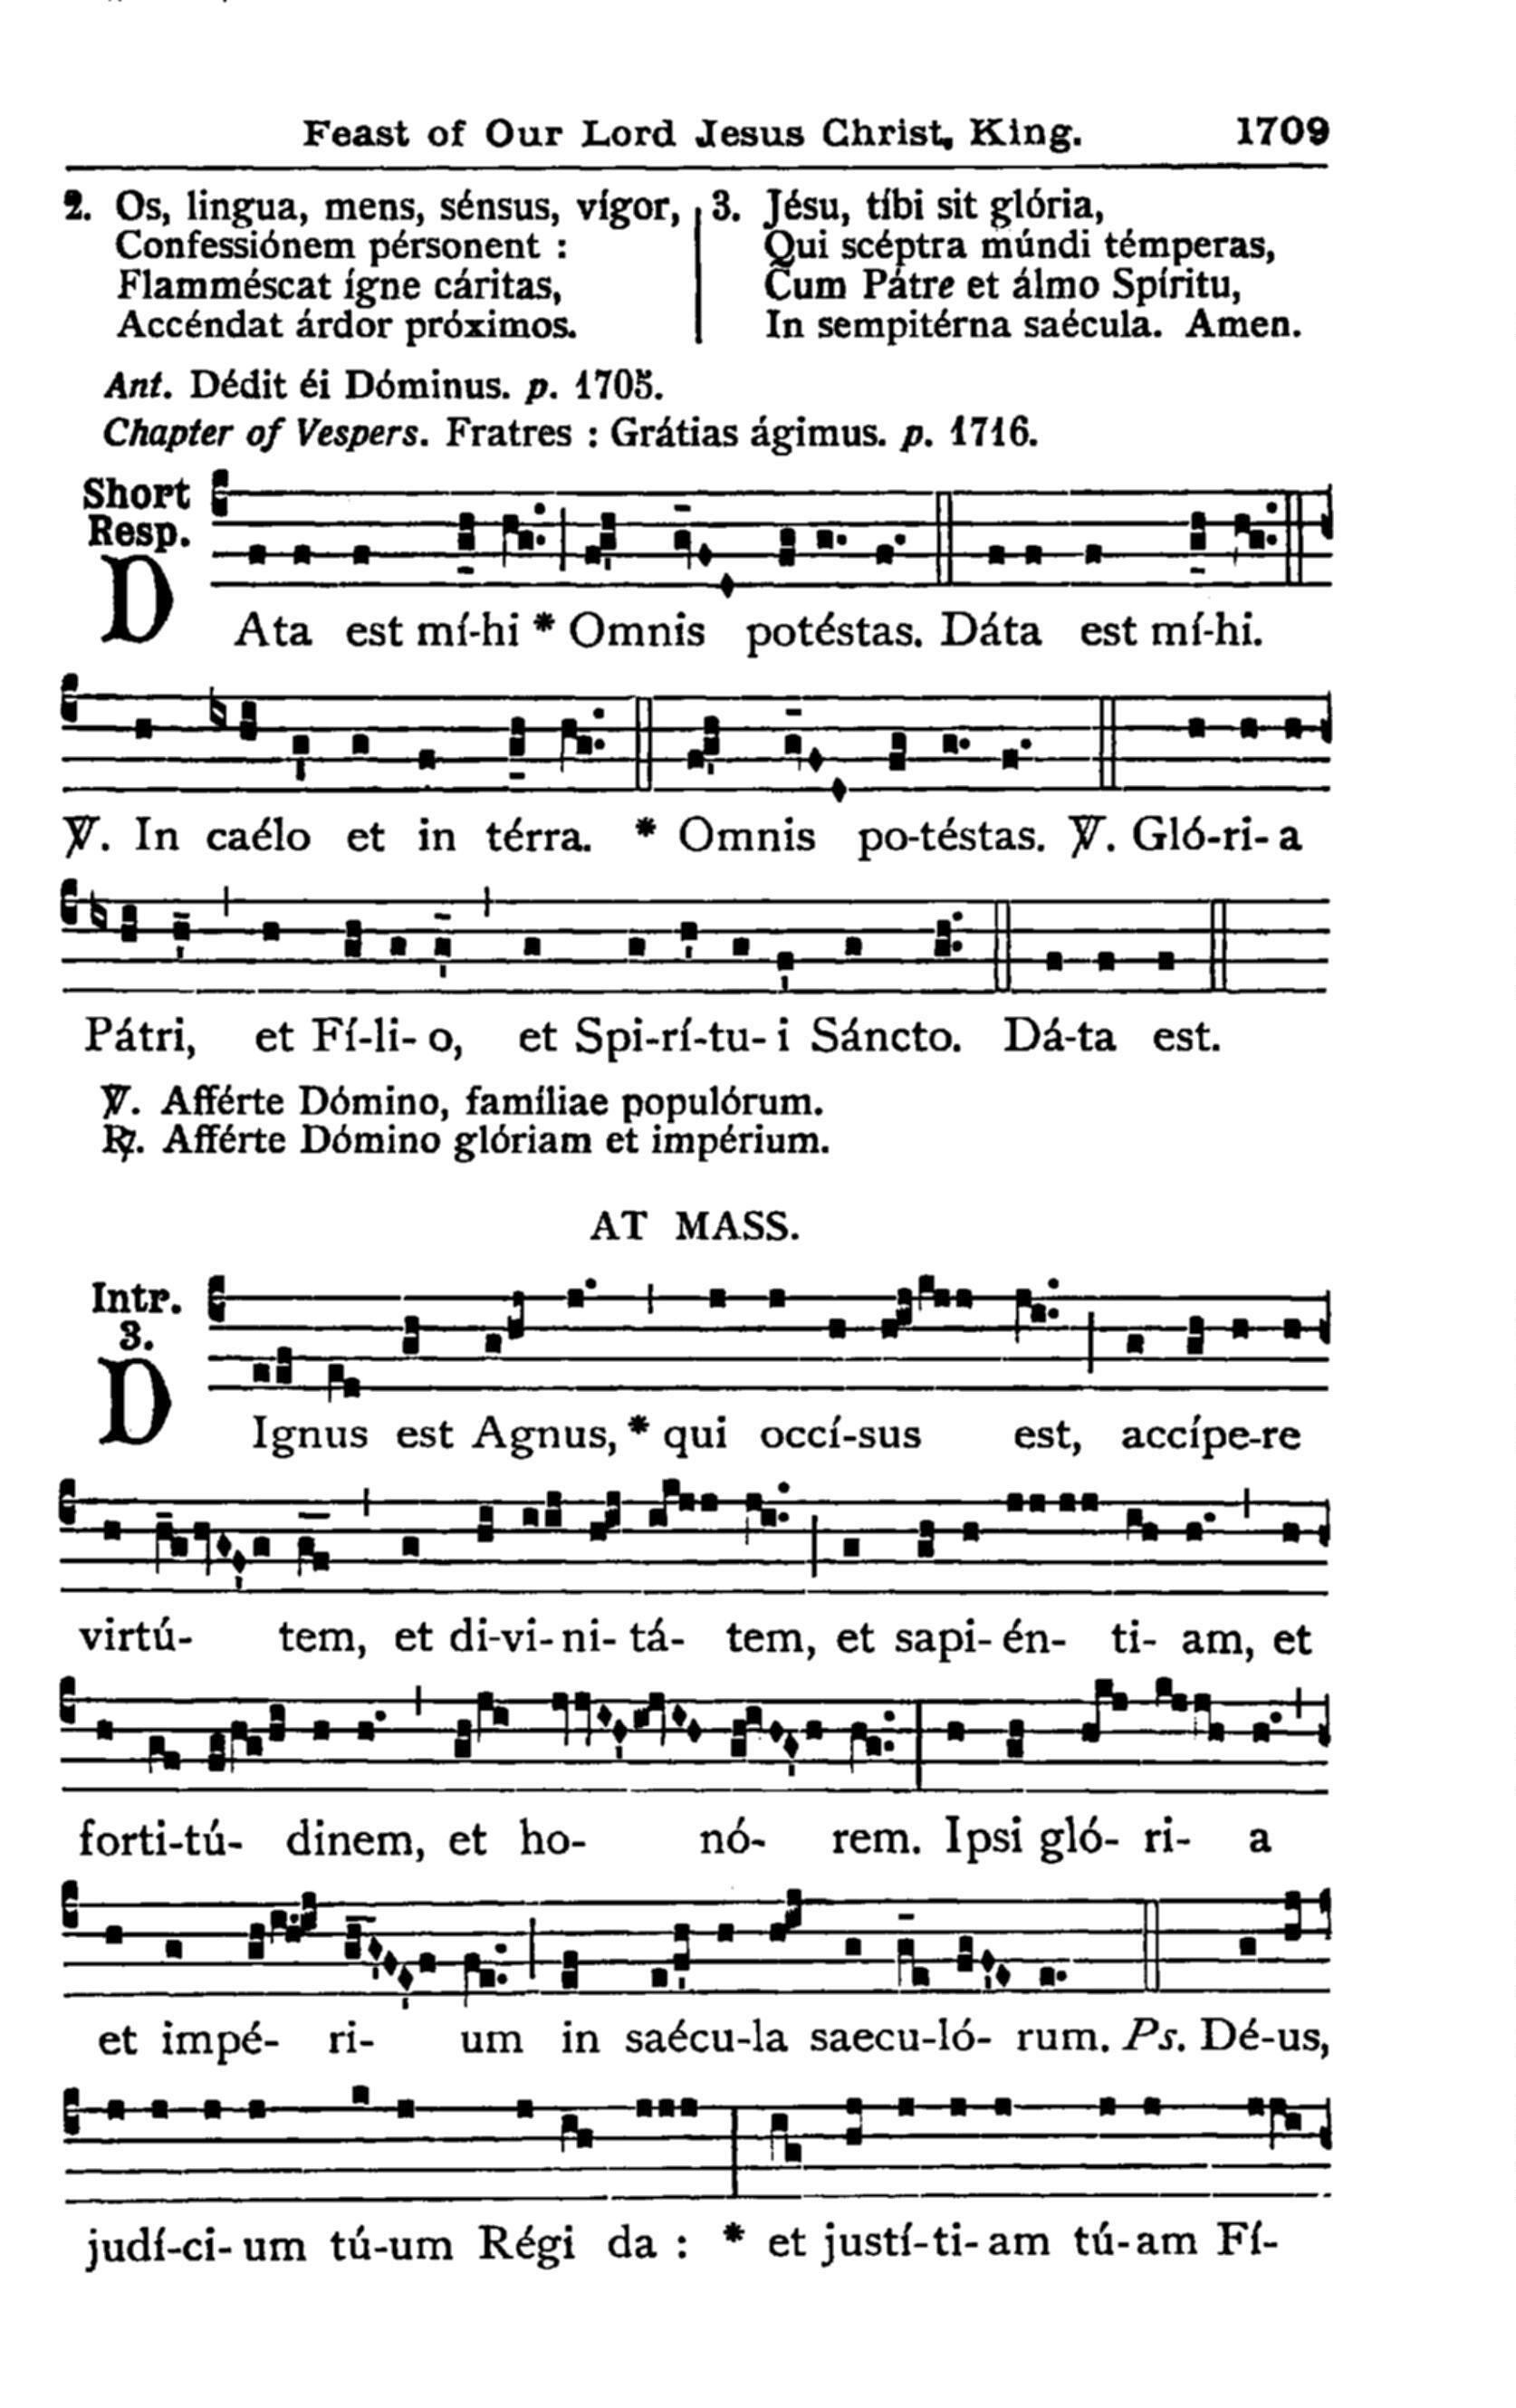 Feast of Our Lord Jesus Christ, King. 1709
2. Os, lingua, mens, sénsus, vígor,
Confessiónem pérsonent :
Flamméscat ígne cáritas,
Accéndat árdor próximos.
3. Jésu, tíbi sit glória,
Qui scéptra múndi témperas,
Cum Pátre et álmo Spíritu,
In sempitérna saécula. Amen.
Ant. Dédit éi Dóminus. p. 1705.
Chapter of Vespers. Fratres : Grátias ágimus. p. 1716.
Short
Resp.
DAta est mí-hi * Omnis potéstas. Dáta est mí-hi.
℣. In caélo et in térra. * Omnis po-téstas. ℣. Gló-ri- a
Pátri, et Fí-li- o, et Spi-rí-tu- i Sáncto. Dá-ta est.
℣. Afférte Dómino, famíliae populórum.
℟. Afférte Dómino glóriam et impérium.
AT MASS.
Intr.
3.
DIgnus est Agnus, * qui occí-sus est, accípe-re
virtú- tem, et di-vi- ni- tá- tem, et sapi- én- ti- am, et
forti-tú- dinem, et ho- nó- rem. Ipsi gló- ri- a
et impé- ri- um in saécu-la saecu-ló- rum. Ps. Dé-us,
judí-ci- um tú-um Régi da : * et justí-ti- am tú-am Fí-